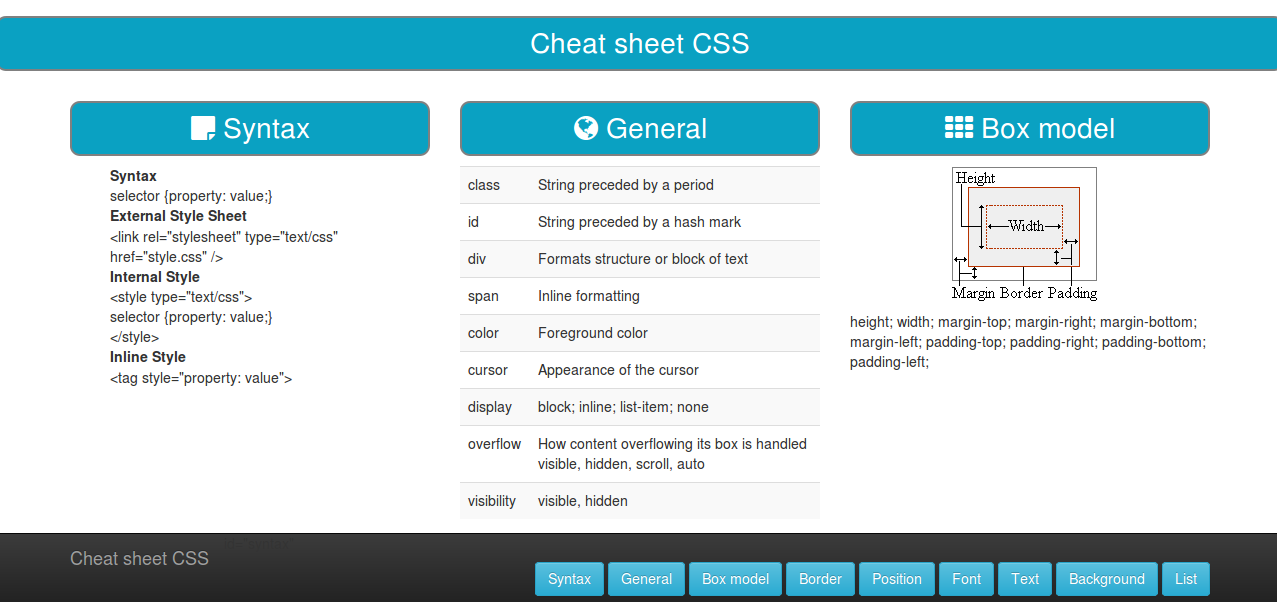 Cheat sheet CSS
Syntax
Syntax
selector {property: value;}
External Style Sheet
<link rel="stylesheet" type="text/css"
href="style.css" />
Internal Style
<style type="text/css">
selector {property: value;}
</style>
Inline Style
<tag style="property: value">
General
class String preceded by a period
id String preceded by a hash mark
div Formats structure or block of text
span Inline formatting
color Foreground color
cursor Appearance of the cursor
display block; inline; list-item; none
overflow How content overflowing its box is handled
visible, hidden, scroll, auto
visibility visible, hidden
Box model
Height
Width
Margin Border Padding
height; width; margin-top; margin-right; margin-bottom;
margin-left; padding-top; padding-right; padding-bottom;
padding-left;
Cheat sheet CSS
Syntax General Box model Border Position Font Text Background List